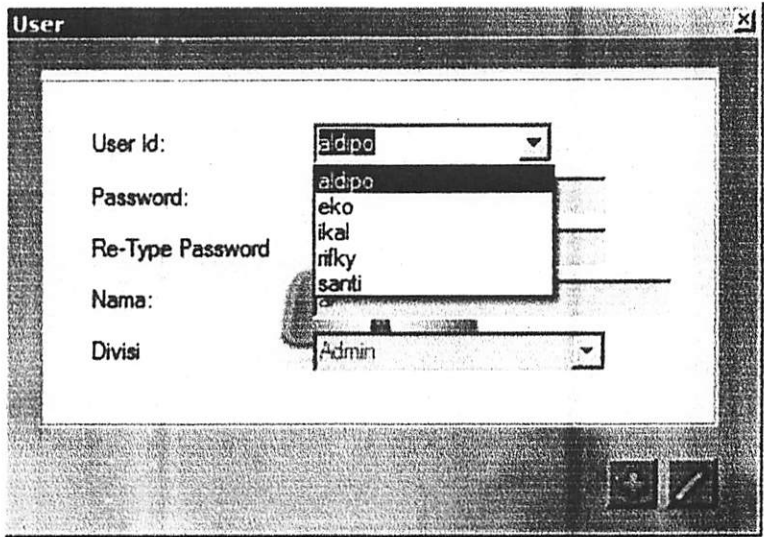 User
User Id:
aldipo
aldipo
Password:
eko
ikal
Re-Type Password
rifky
santi
Nama:
Divisi
Admin